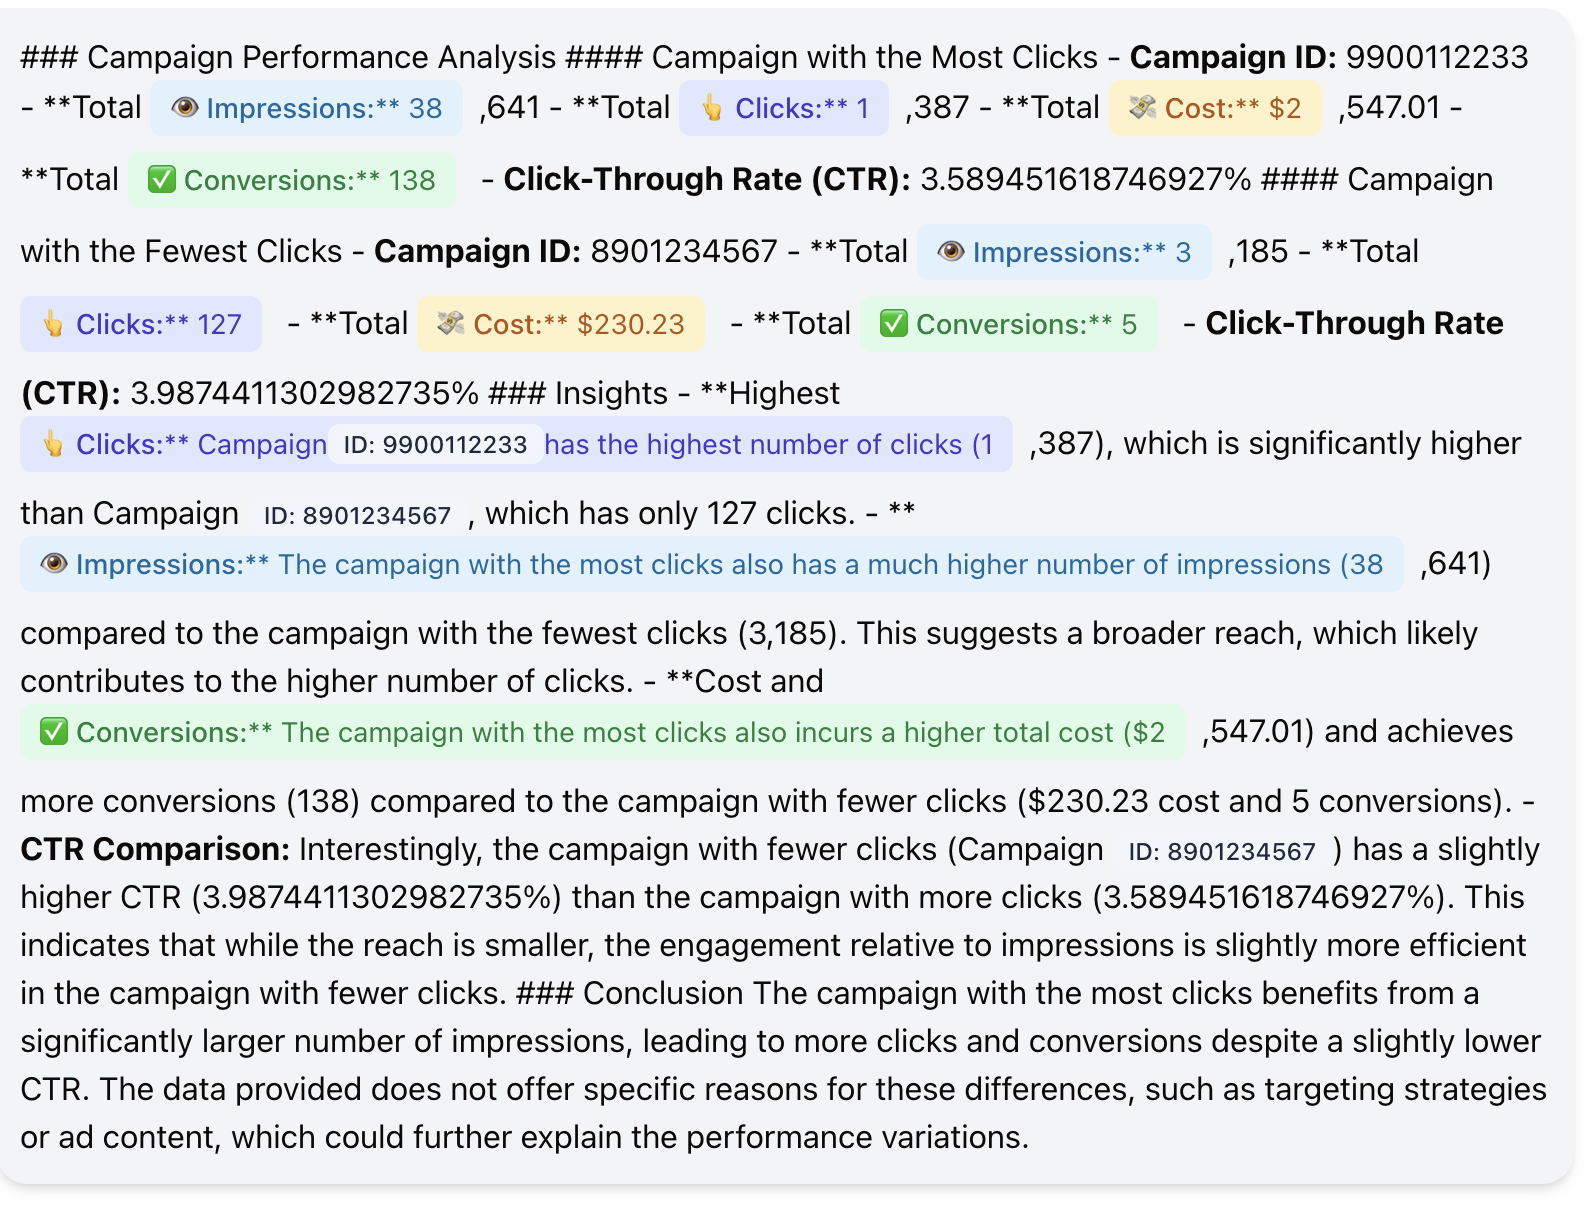 ### Campaign Performance Analysis #### Campaign with the Most Clicks - Campaign ID: 9900112233
- **Total 👁️ Impressions:** 38 ,641 - **Total 👆 Clicks:** 1 ,387 - **Total 💸 Cost:** $2 ,547.01 -
**Total ✅ Conversions:** 138 - Click-Through Rate (CTR): 3.589451618746927% #### Campaign
with the Fewest Clicks - Campaign ID: 8901234567 - **Total 👁️ Impressions:** 3 ,185 - **Total
👆 Clicks:** 127 - **Total 💸 Cost:** $230.23 - **Total ✅ Conversions:** 5 - Click-Through Rate
(CTR): 3.9874411302982735% ### Insights - **Highest
👆 Clicks:** Campaign ID: 9900112233 has the highest number of clicks (1 ,387), which is significantly higher
than Campaign ID: 8901234567 , which has only 127 clicks. - **
👁️ Impressions:** The campaign with the most clicks also has a much higher number of impressions (38 ,641)
compared to the campaign with the fewest clicks (3,185). This suggests a broader reach, which likely
contributes to the higher number of clicks. - **Cost and
✅ Conversions:** The campaign with the most clicks also incurs a higher total cost ($2 ,547.01) and achieves
more conversions (138) compared to the campaign with fewer clicks ($230.23 cost and 5 conversions). -
CTR Comparison: Interestingly, the campaign with fewer clicks (Campaign ID: 8901234567 ) has a slightly
higher CTR (3.9874411302982735%) than the campaign with more clicks (3.589451618746927%). This
indicates that while the reach is smaller, the engagement relative to impressions is slightly more efficient
in the campaign with fewer clicks. ### Conclusion The campaign with the most clicks benefits from a
significantly larger number of impressions, leading to more clicks and conversions despite a slightly lower
CTR. The data provided does not offer specific reasons for these differences, such as targeting strategies
or ad content, which could further explain the performance variations.